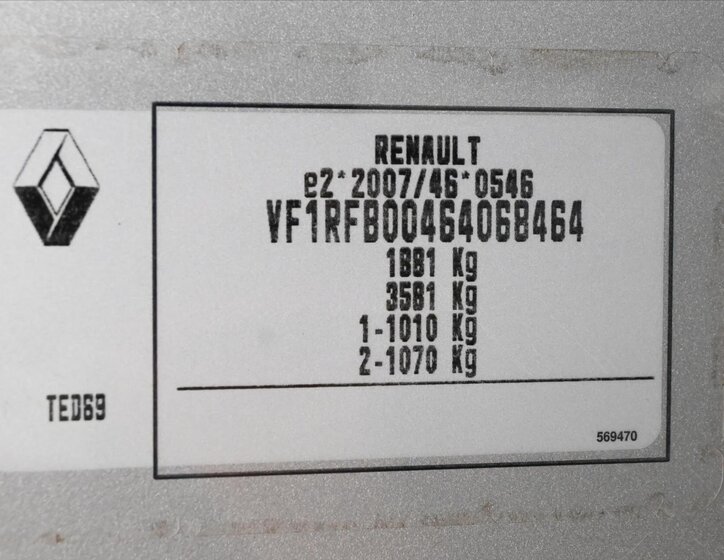 RENAULT
e2*2007/46*0546
VF1RFB00464068464
1881 Kg
3581 Kg
1-1010 Kg
2-1070 Kg
TED69
569470